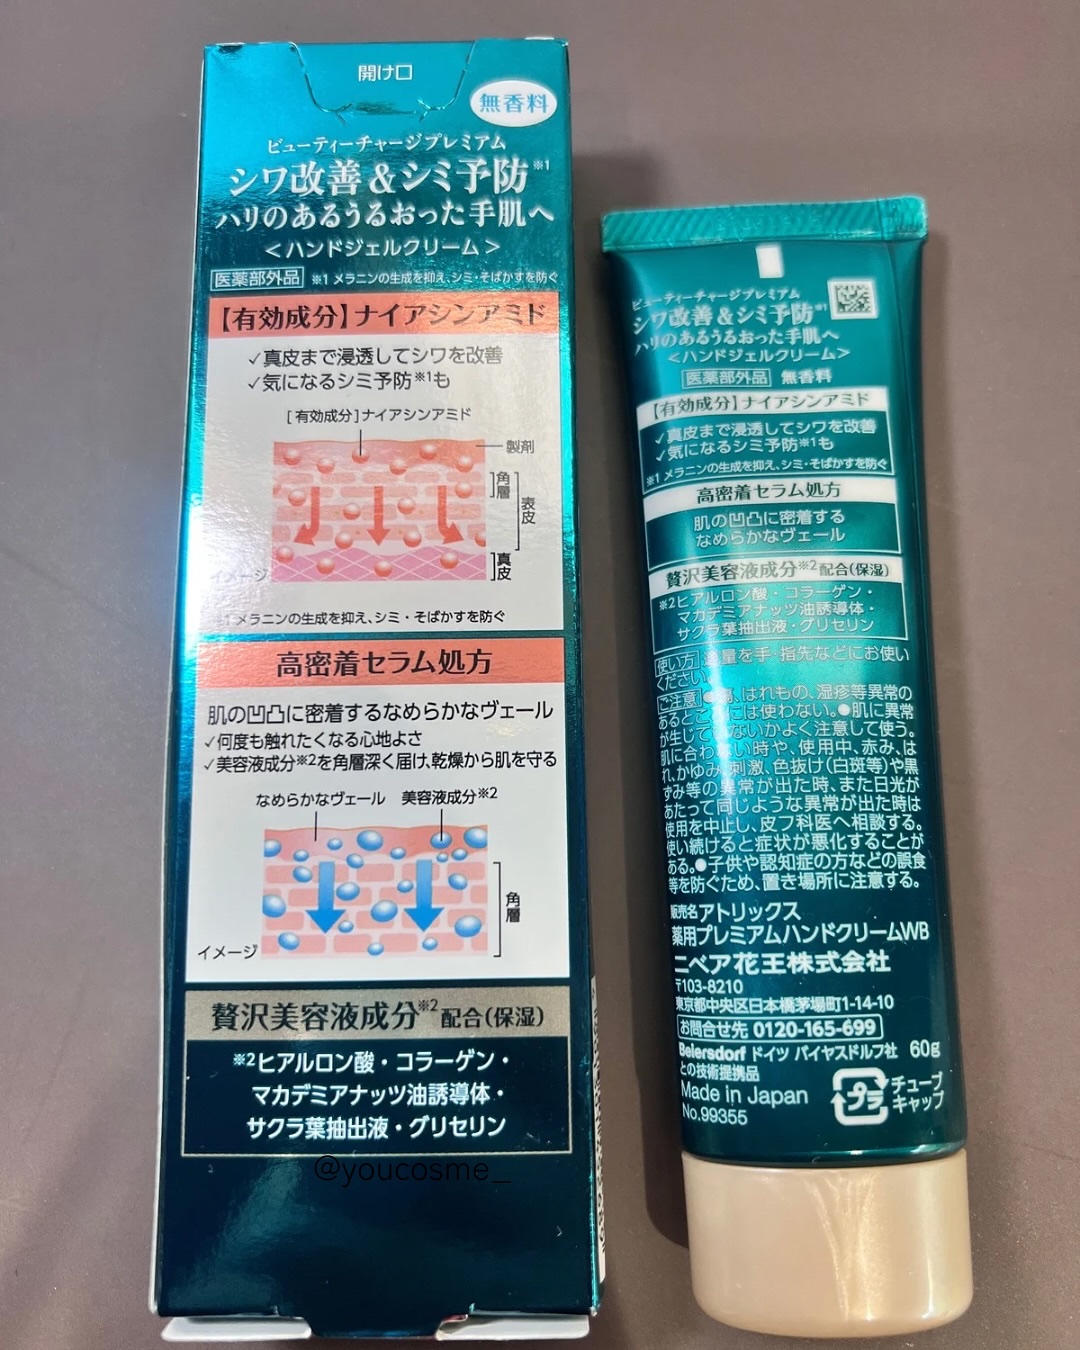 開け口
無香料
ビューティーチャージプレミアム
シワ改善&シミ予防※1
ハリのあるうるおった手肌へ
<ハンドジェルクリーム>
医薬部外品 ※1 メラニンの生成を抑え、シミ・そばかすを防ぐ
【有効成分】ナイアシンアミド
✓真皮まで浸透してシワを改善
✓気になるシミ予防※1も
[有効成分]ナイアシンアミド
製剤
角層
表皮
真皮
イメージ
※1 メラニンの生成を抑え、シミ・そばかすを防ぐ
高密着セラム処方
肌の凹凸に密着するなめらかなヴェール
✓何度も触れたくなる心地よさ
✓美容液成分※2を角層深く届け、乾燥から肌を守る
なめらかなヴェール 美容液成分※2
角層
イメージ
贅沢美容液成分※2 配合(保湿)
※2ヒアルロン酸・コラーゲン・
マカデミアナッツ油誘導体・
サクラ葉抽出液・グリセリン
@youcosme_
ビューティーチャージプレミアム
シワ改善&シミ予防※1
ハリのあるうるおった手肌へ
<ハンドジェルクリーム>
医薬部外品 無香料
【有効成分】ナイアシンアミド
✓真皮まで浸透してシワを改善
✓気になるシミ予防※1も
※1 メラニンの生成を抑え、シミ・そばかすを防ぐ
高密着セラム処方
肌の凹凸に密着する
なめらかなヴェール
贅沢美容液成分※2 配合(保湿)
※2ヒアルロン酸・コラーゲン・
マカデミアナッツ油誘導体・
サクラ葉抽出液・グリセリン
使い方 適量を手・指先などにお使い
ください。
ご注意 ●傷、はれもの、湿疹等異常の
あるところには使わない。●肌に異常
が生じていないかよく注意して使う。
肌に合わない時や、使用中、赤み、は
れ、かゆみ、刺激、色抜け(白斑等)や黒
ずみ等の異常が出た時、また日光が
あたって同じような異常が出た時は
使用を中止し、皮フ科医へ相談する。
使い続けると症状が悪化することが
ある。●子供や認知症の方などの誤食
等を防ぐため、置き場所に注意する。
販売名 アトリックス
薬用プレミアムハンドクリームWB
ニベア花王株式会社
〒103-8210
東京都中央区日本橋茅場町1-14-10
お問合せ先 0120-165-699
Beiersdorf ドイツ バイヤスドルフ社 60g
との技術提携品
Made in Japan
No.99355
プラ
チューブ
キャップ